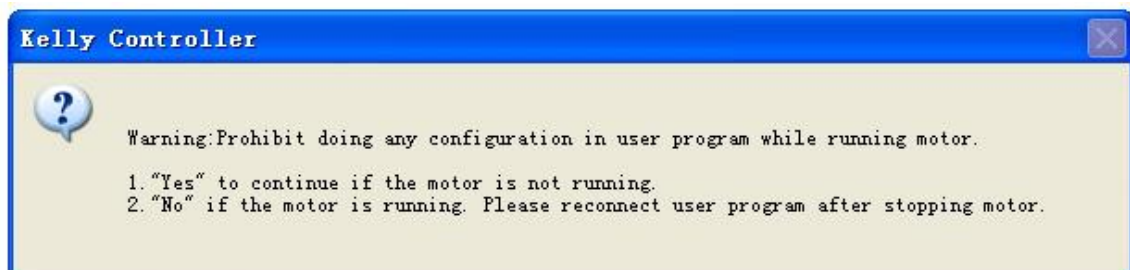 Kelly Controller
Warning:Prohibit doing any configuration in user program while running motor.
1."Yes" to continue if the motor is not running.
2."No" if the motor is running. Please reconnect user program after stopping motor.